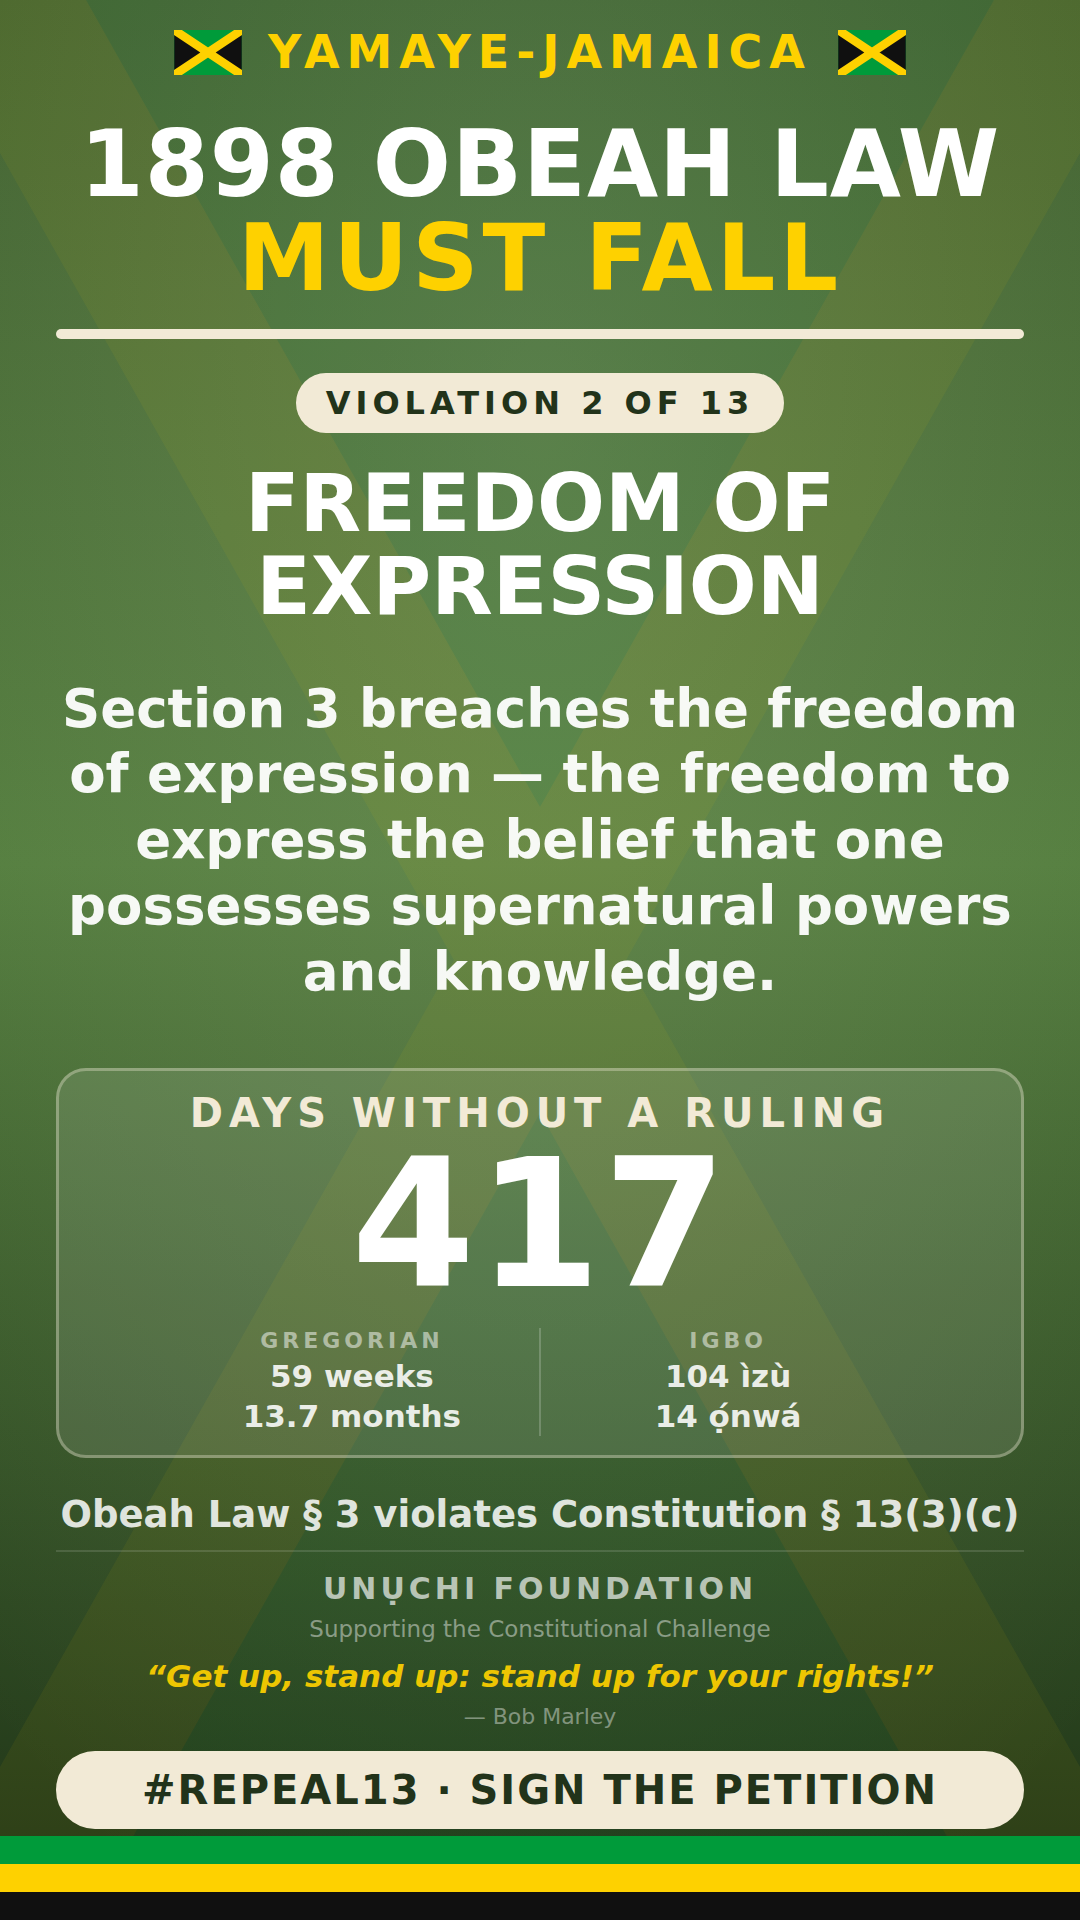 YAMAYE-JAMAICA
1898 OBEAH LAW
MUST FALL
VIOLATION 2 OF 13
FREEDOM OF
EXPRESSION
Section 3 breaches the freedom
of expression — the freedom to
express the belief that one
possesses supernatural powers
and knowledge.
DAYS WITHOUT A RULING
417
GREGORIAN
59 weeks
13.7 months
IGBO
104 ìzù
14 ọ́nwá
Obeah Law § 3 violates Constitution § 13(3)(c)
UNỤCHI FOUNDATION
Supporting the Constitutional Challenge
“Get up, stand up: stand up for your rights!”
— Bob Marley
#REPEAL13 · SIGN THE PETITION